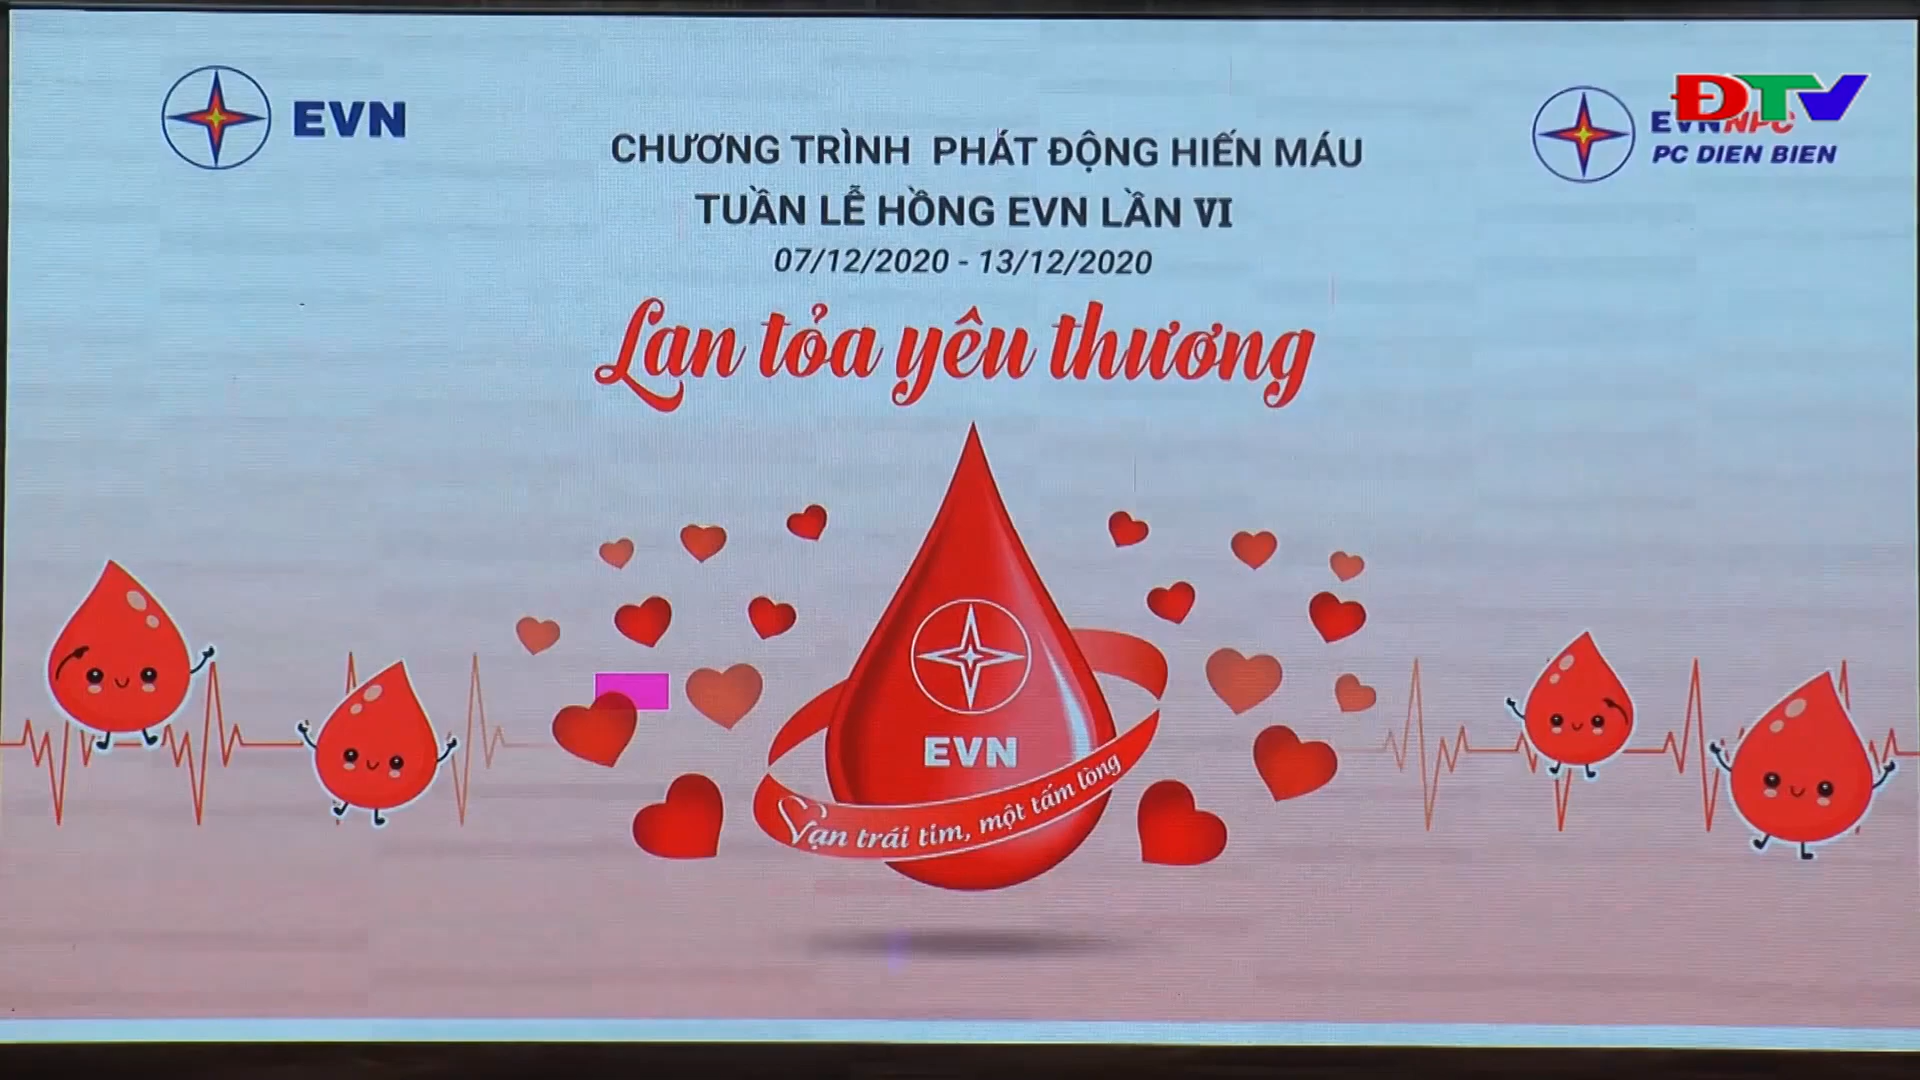 EVN
CHƯƠNG TRÌNH PHÁT ĐỘNG HIẾN MÁU
TUẦN LỄ HỒNG EVN LẦN VI
07/12/2020 - 13/12/2020
Lan tỏa yêu thương
ĐTV
EVNNPC
PC DIEN BIEN
EVN
Vạn trái tim, một tấm lòng